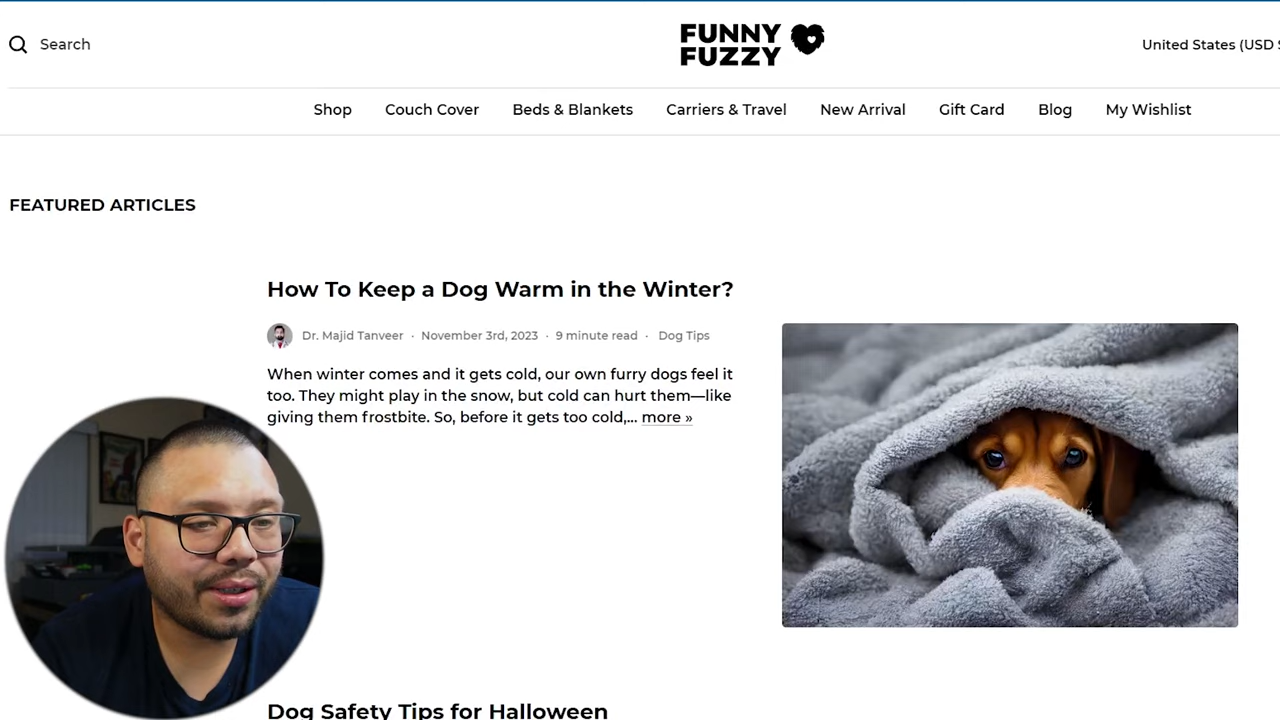 Search
FUNNY
FUZZY
United States (USD
Shop Couch Cover Beds & Blankets Carriers & Travel New Arrival Gift Card Blog My Wishlist
FEATURED ARTICLES
How To Keep a Dog Warm in the Winter?
Dr. Majid Tanveer · November 3rd, 2023 · 9 minute read · Dog Tips
When winter comes and it gets cold, our own furry dogs feel it
too. They might play in the snow, but cold can hurt them—like
giving them frostbite. So, before it gets too cold,... more »
Dog Safety Tips for Halloween